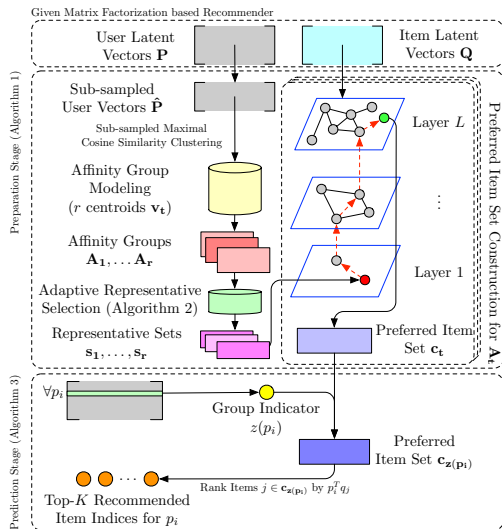 Given Matrix Factorization based Recommender
User Latent
Vectors P
Item Latent
Vectors Q
Preparation Stage (Algorithm 1)
Sub-sampled
User Vectors P̂
Sub-sampled Maximal
Cosine Similarity Clustering
Affinity Group
Modeling
(r centroids v_t)
Affinity Groups
A_1, … A_r
Adaptive Representative
Selection (Algorithm 2)
Representative Sets
s_1, …, s_r
Layer L
⋮
Layer 1
Preferred Item
Set c_t
Preferred Item Set Construction for A_t
Prediction Stage (Algorithm 3)
∀p_i
Group Indicator
z(p_i)
Preferred
Item Set c_z(p_i)
Rank Items j ∈ c_z(p_i) by p_i^T q_j
···
Top-K Recommended
Item Indices for p_i